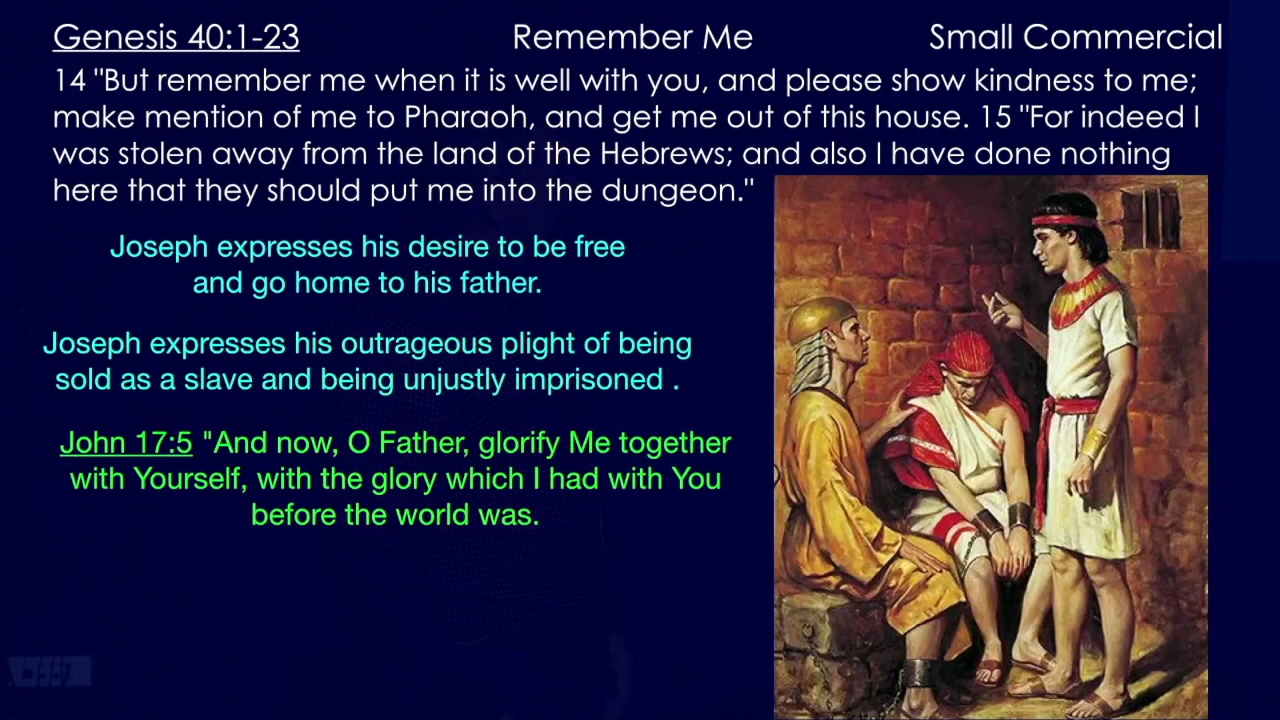 Genesis 40:1-23 Remember Me Small Commercial
14 "But remember me when it is well with you, and please show kindness to me;
make mention of me to Pharaoh, and get me out of this house. 15 "For indeed I
was stolen away from the land of the Hebrews; and also I have done nothing
here that they should put me into the dungeon."
Joseph expresses his desire to be free
and go home to his father.
Joseph expresses his outrageous plight of being
sold as a slave and being unjustly imprisoned .
John 17:5 "And now, O Father, glorify Me together
with Yourself, with the glory which I had with You
before the world was.